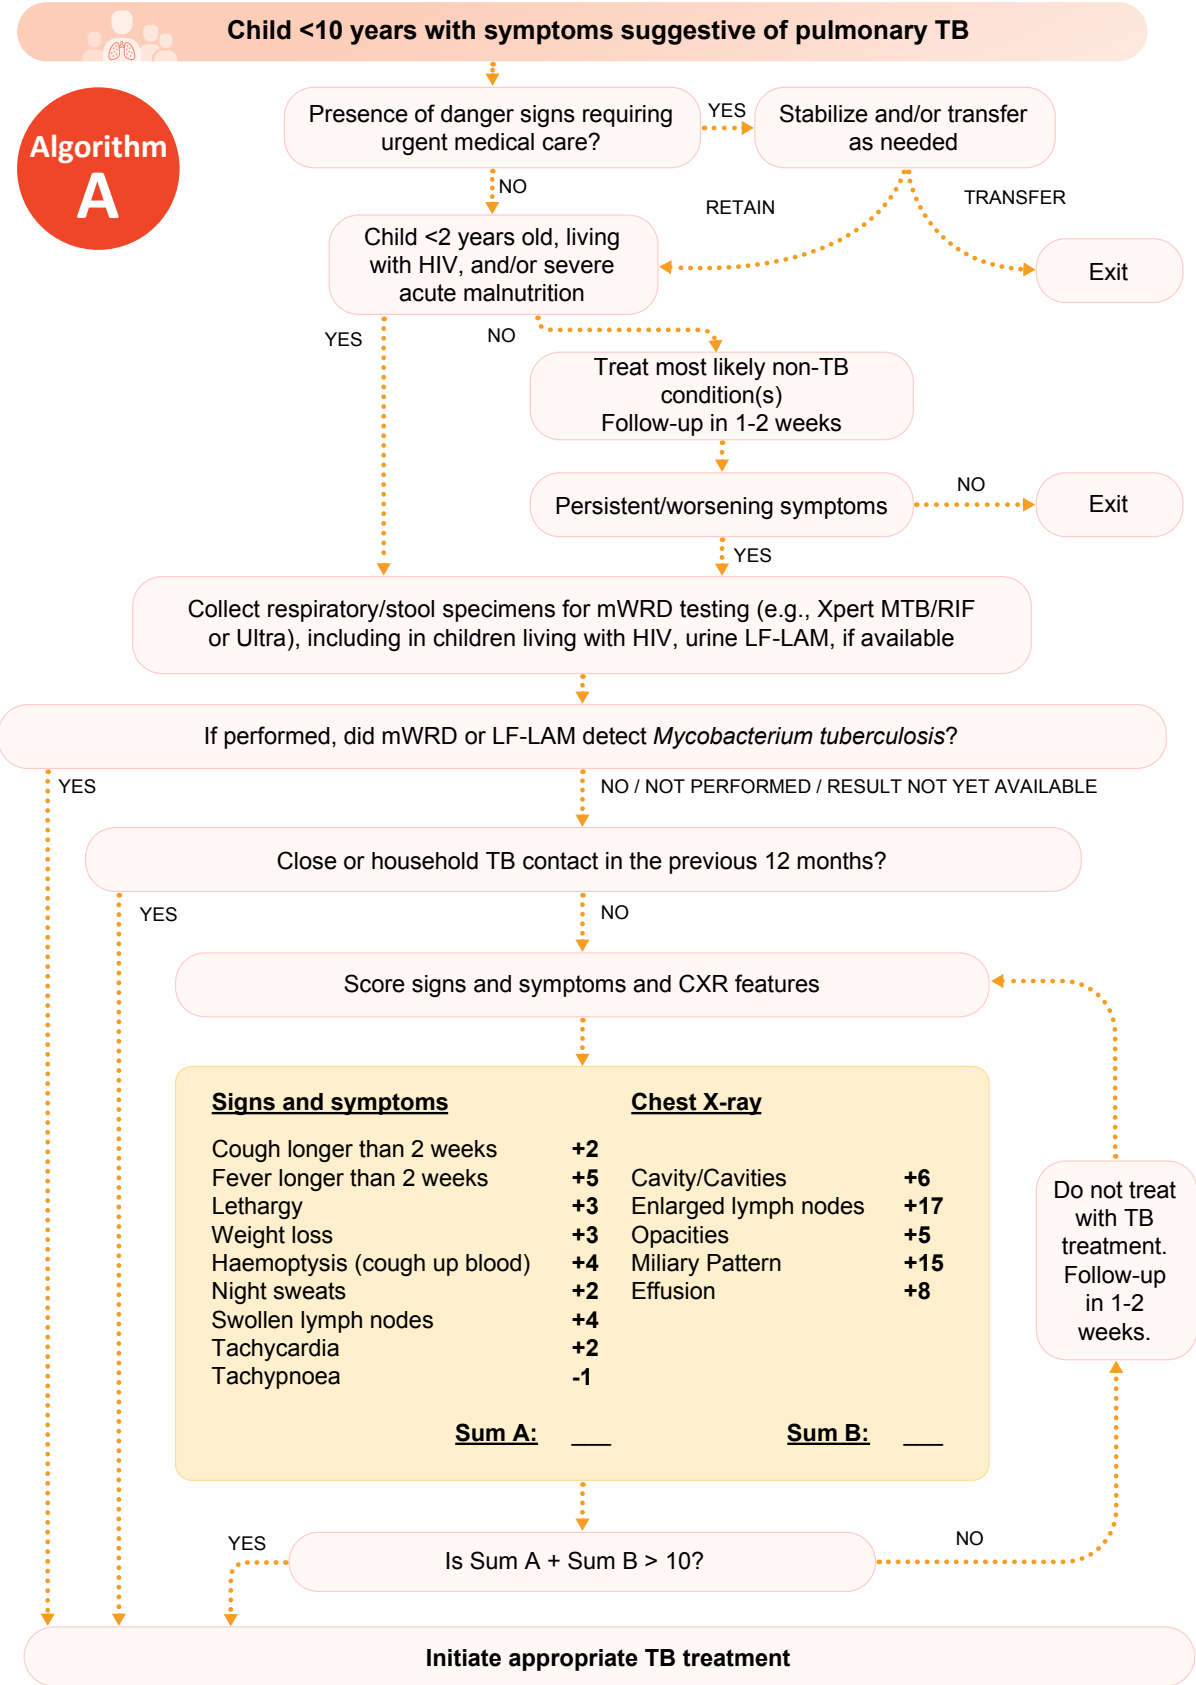 Child <10 years with symptoms suggestive of pulmonary TB
Algorithm
A
Presence of danger signs requiring
urgent medical care?
YES
Stabilize and/or transfer
as needed
NO
RETAIN
TRANSFER
Child <2 years old, living
with HIV, and/or severe
acute malnutrition
Exit
YES
NO
Treat most likely non-TB
condition(s)
Follow-up in 1-2 weeks
Persistent/worsening symptoms
NO
Exit
YES
Collect respiratory/stool specimens for mWRD testing (e.g., Xpert MTB/RIF
or Ultra), including in children living with HIV, urine LF-LAM, if available
If performed, did mWRD or LF-LAM detect Mycobacterium tuberculosis?
YES
NO / NOT PERFORMED / RESULT NOT YET AVAILABLE
Close or household TB contact in the previous 12 months?
YES
NO
Score signs and symptoms and CXR features
Signs and symptoms
Cough longer than 2 weeks +2
Fever longer than 2 weeks +5
Lethargy +3
Weight loss +3
Haemoptysis (cough up blood) +4
Night sweats +2
Swollen lymph nodes +4
Tachycardia +2
Tachypnoea -1
Sum A: ___
Chest X-ray
Cavity/Cavities +6
Enlarged lymph nodes +17
Opacities +5
Miliary Pattern +15
Effusion +8
Sum B: ___
Do not treat
with TB
treatment.
Follow-up
in 1-2
weeks.
Is Sum A + Sum B > 10?
YES
NO
Initiate appropriate TB treatment